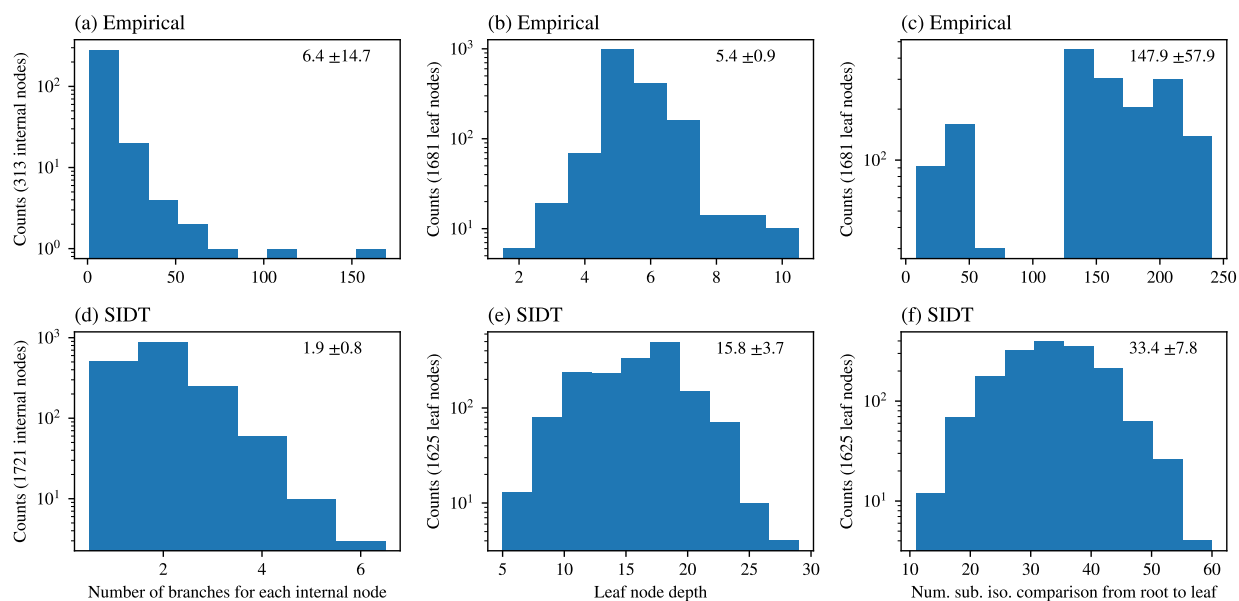 (a) Empirical
6.4 ±14.7
Counts (313 internal nodes)
10²
10¹
10⁰
0 50 100 150
(b) Empirical
5.4 ±0.9
Counts (1681 leaf nodes)
10³
10²
10¹
2 4 6 8 10
(c) Empirical
147.9 ±57.9
Counts (1681 leaf nodes)
10²
0 50 100 150 200 250
(d) SIDT
1.9 ±0.8
Counts (1721 internal nodes)
10³
10²
10¹
2 4 6
Number of branches for each internal node
(e) SIDT
15.8 ±3.7
Counts (1625 leaf nodes)
10²
10¹
5 10 15 20 25 30
Leaf node depth
(f) SIDT
33.4 ±7.8
Counts (1625 leaf nodes)
10²
10¹
10 20 30 40 50 60
Num. sub. iso. comparison from root to leaf